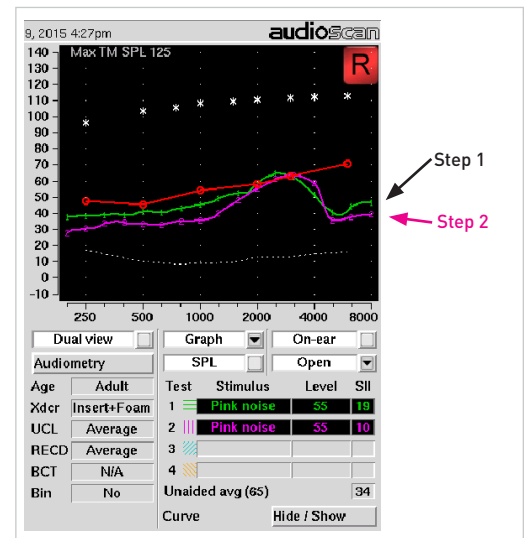 9, 2015 4:27pm audioscan
Max TM SPL 125
R
140
130
120
110
100
90
80
70
60
50
40
30
20
10
0
-10
250 500 1000 2000 4000 8000
Step 1
Step 2
Dual view Graph On-ear
Audiometry SPL Open
Age Adult Test Stimulus Level SII
Xdcr Insert+Foam 1 Pink noise 55 19
UCL Average 2 Pink noise 55 10
RECD Average 3
BCT N/A 4
Bin No Unaided avg (65) 34
Curve Hide / Show